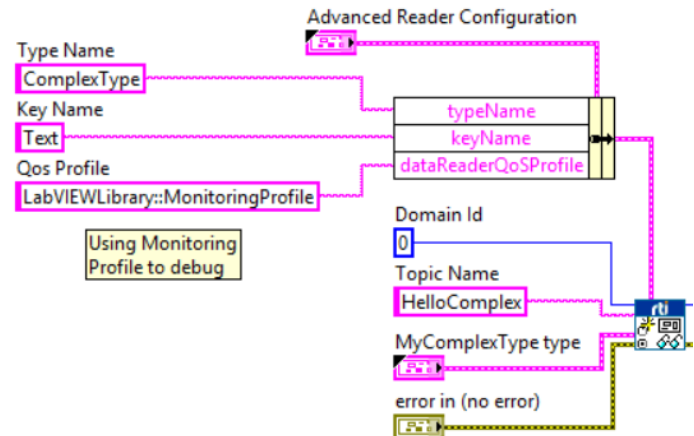 Advanced Reader Configuration
Type Name
ComplexType
Key Name
Text
Qos Profile
LabVIEWLibrary::MonitoringProfile
typeName
keyName
dataReaderQoSProfile
Using Monitoring
Profile to debug
Domain Id
0
Topic Name
HelloComplex
MyComplexType type
error in (no error)
rti